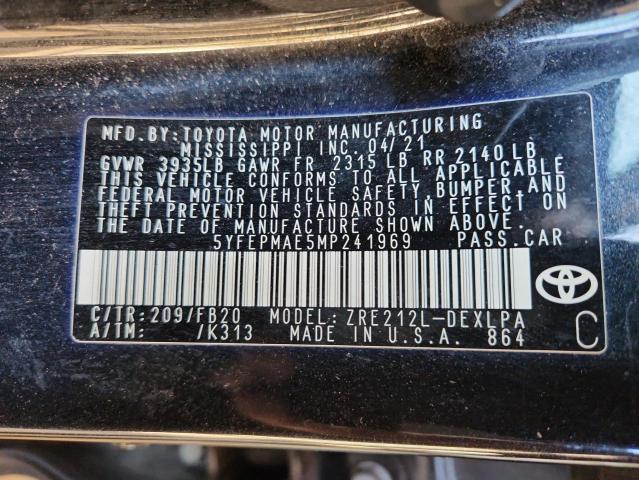 MFD.BY:TOYOTA MOTOR MANUFACTURING
MISSISSIPPI INC. 04/21
GVWR 3935LB GAWR FR 2315 LB RR 2140 LB
THIS VEHICLE CONFORMS TO ALL APPLICABLE
FEDERAL MOTOR VEHICLE SAFETY, BUMPER, AND
THEFT PREVENTION STANDARDS IN EFFECT ON
THE DATE OF MANUFACTURE SHOWN ABOVE.
5YFEPMAE5MP241969 PASS.CAR
C/TR:209/FB20 MODEL:ZRE212L-DEXLPA
A/TM: /K313 MADE IN U.S.A. 864
C